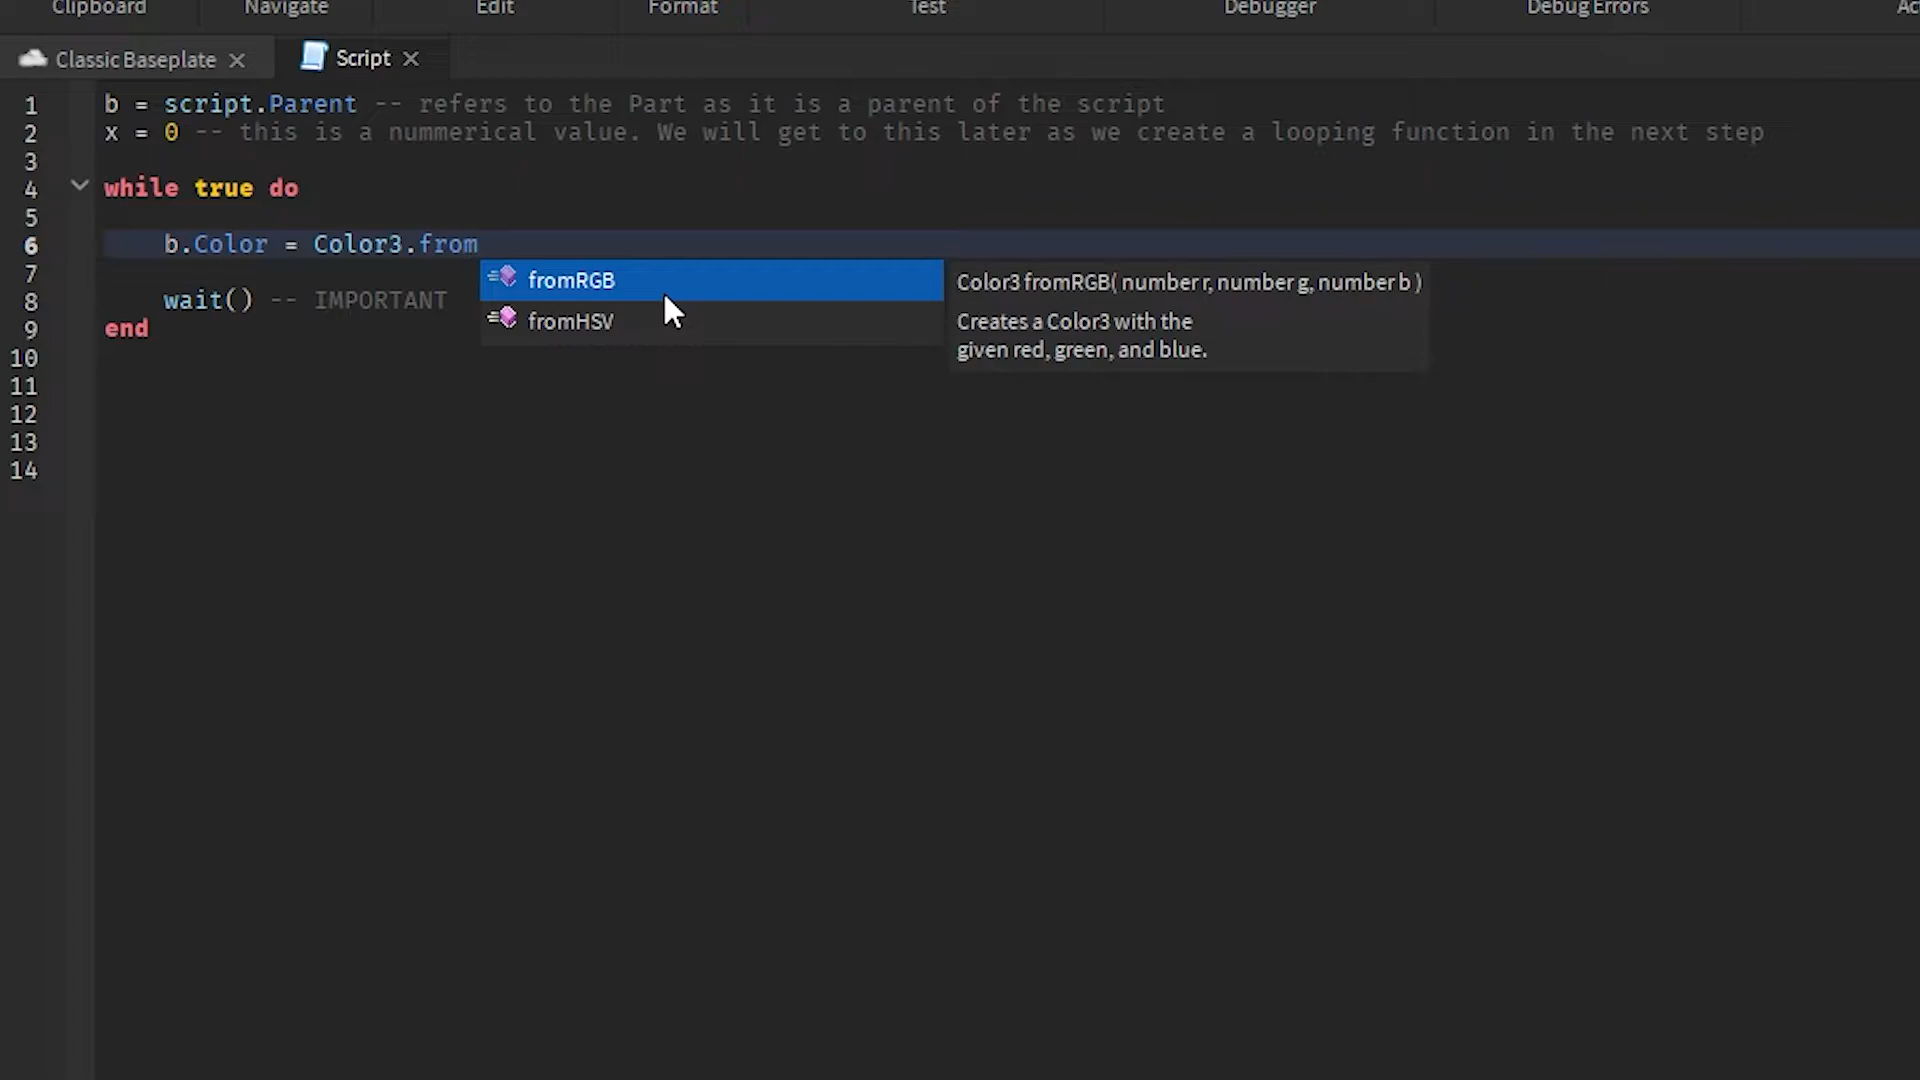 Clipboard Navigate Edit Format Test Debugger Debug Errors Ac
Classic Baseplate Script
1 b = script.Parent -- refers to the Part as it is a parent of the script
2 x = 0 -- this is a nummerical value. We will get to this later as we create a looping function in the next step
3
4 while true do
5
6 b.Color = Color3.from
7 fromRGB Color3 fromRGB( number r, number g, number b )
8 wait() -- IMPORTANT fromHSV Creates a Color3 with the
9 end given red, green, and blue.
10
11
12
13
14